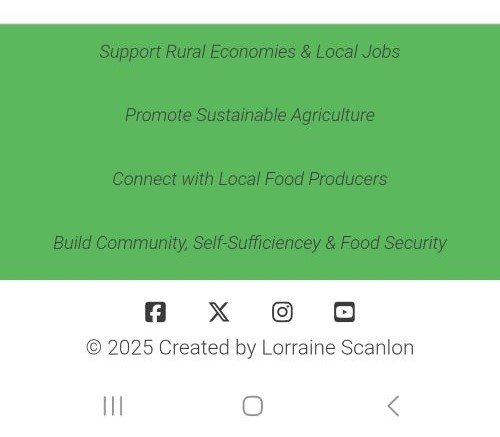 Support Rural Economies & Local Jobs
Promote Sustainable Agriculture
Connect with Local Food Producers
Build Community, Self-Sufficiencey & Food Security
© 2025 Created by Lorraine Scanlon